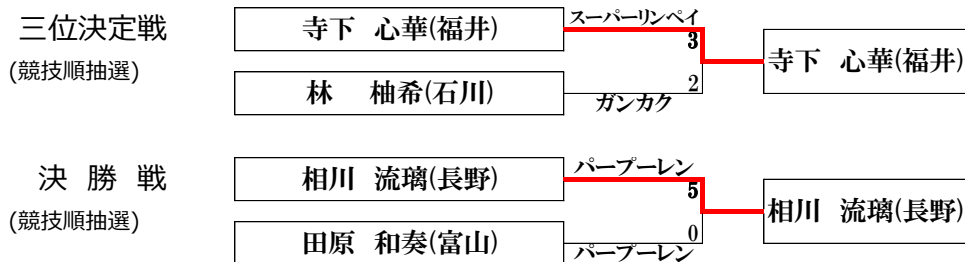 三位決定戦
(競技順抽選)
寺下　心華(福井)
スーパーリンペイ
3
寺下　心華(福井)
林　　柚希(石川)
2
ガンカク
決 勝 戦
(競技順抽選)
相川　流璃(長野)
パープーレン
5
相川　流璃(長野)
田原　和奏(富山)
0
パープーレン